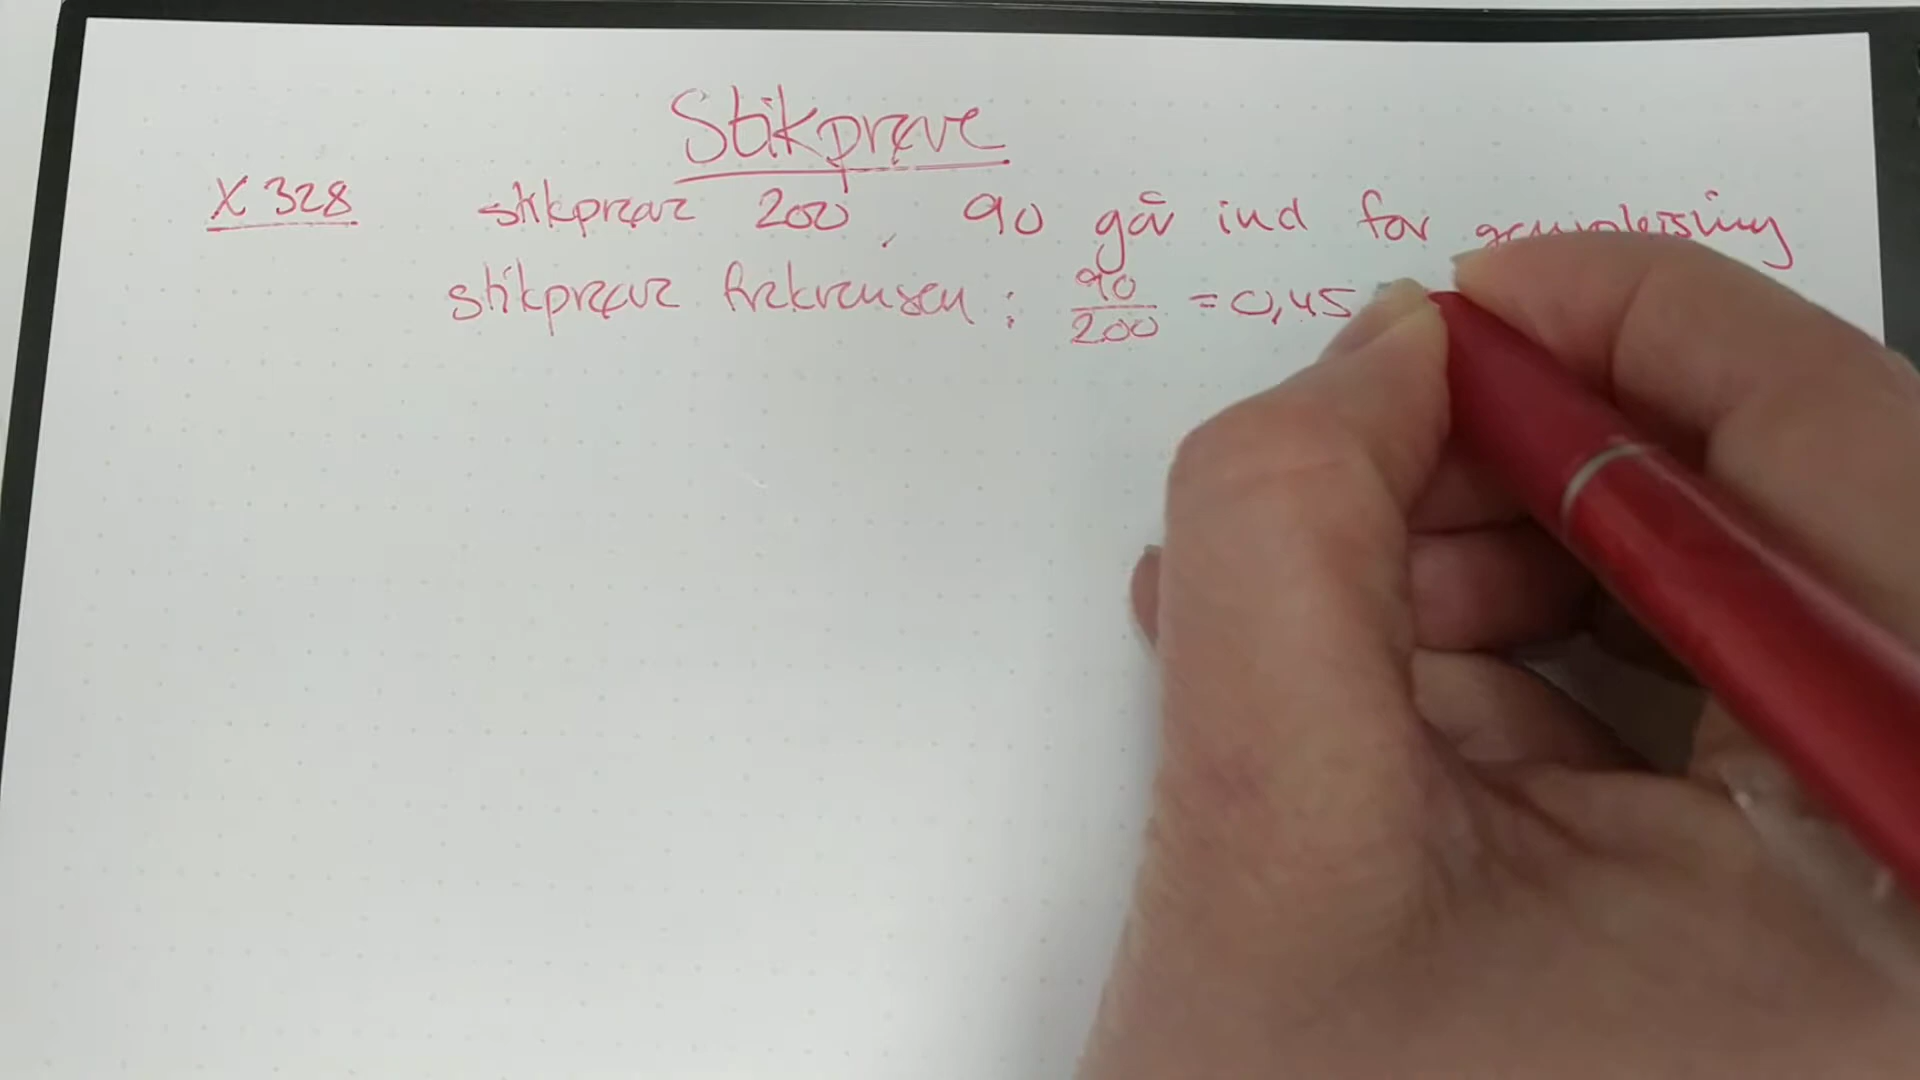 Stikprøve
X 328 stikprøve 200, 90 går ind for
stikprøve frekvensen : 90/200 = 0,45